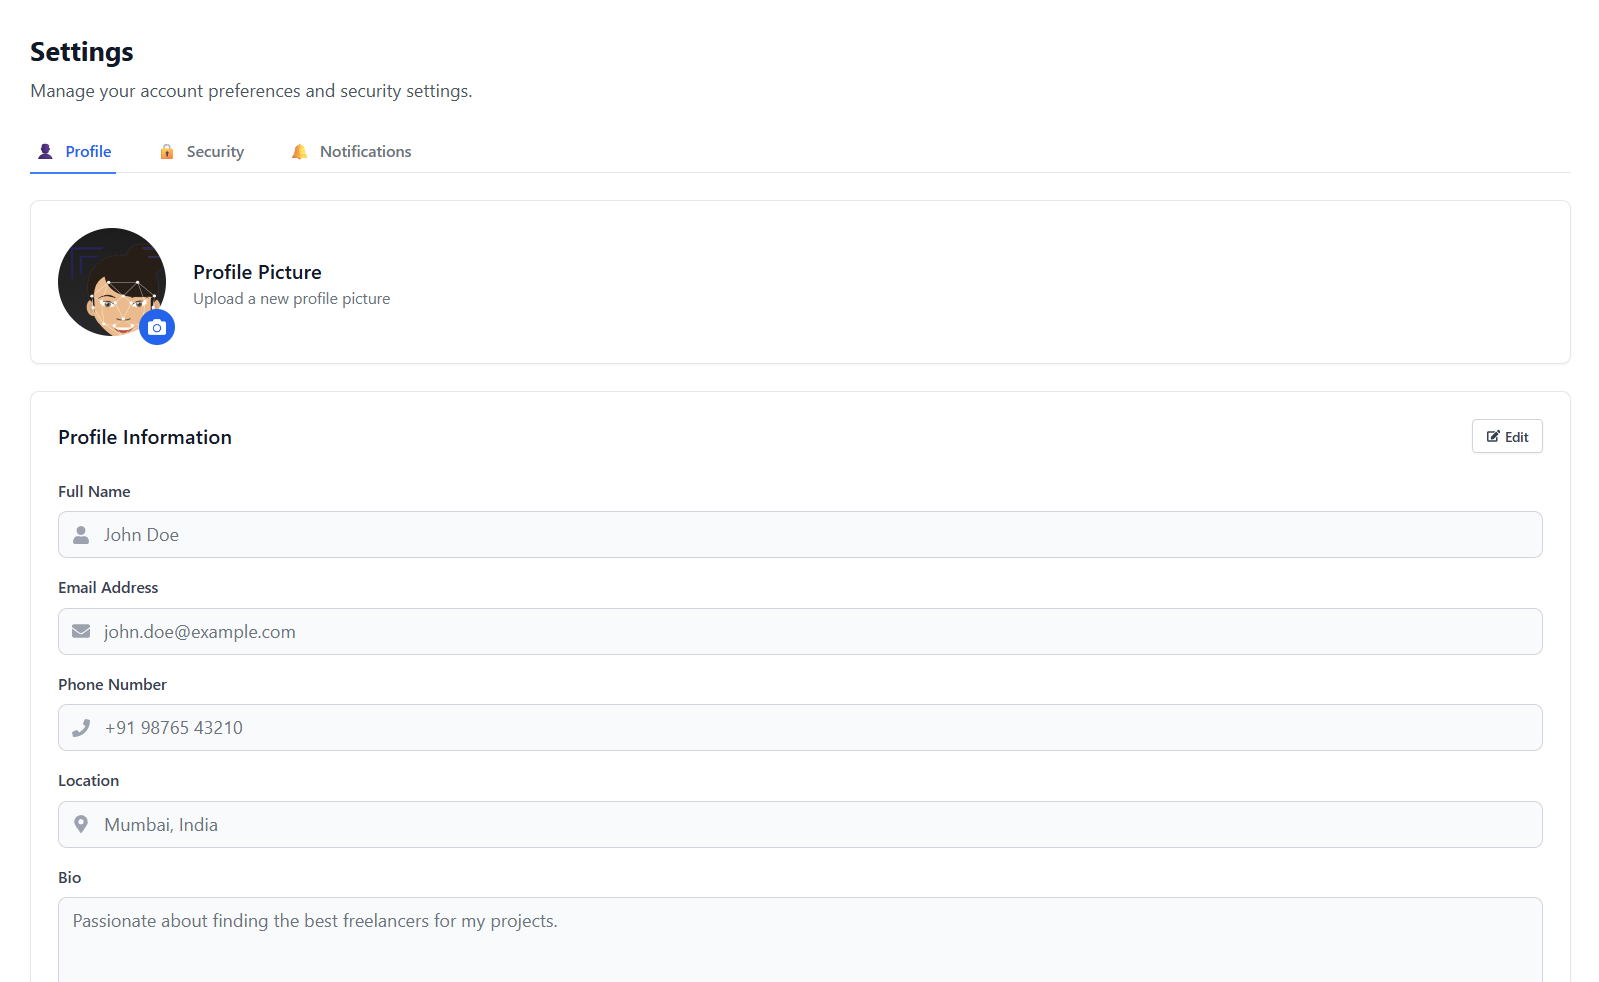 Settings
Manage your account preferences and security settings.
Profile
Security
Notifications
Profile Picture
Upload a new profile picture
Profile Information
Edit
Full Name
John Doe
Email Address
john.doe@example.com
Phone Number
+91 98765 43210
Location
Mumbai, India
Bio
Passionate about finding the best freelancers for my projects.